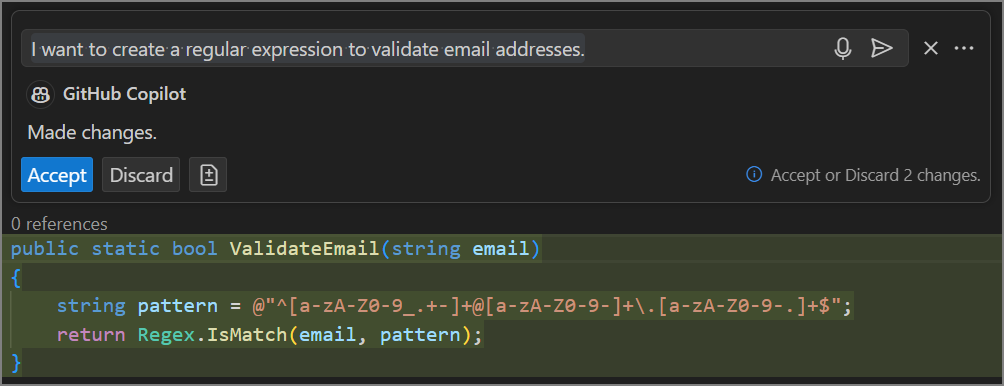 I want to create a regular expression to validate email addresses.
GitHub Copilot
Made changes.
Accept Discard Accept or Discard 2 changes.
0 references
public static bool ValidateEmail(string email)
{
    string pattern = @"^[a-zA-Z0-9_.+-]+@[a-zA-Z0-9-]+\.[a-zA-Z0-9-.]+$";
    return Regex.IsMatch(email, pattern);
}